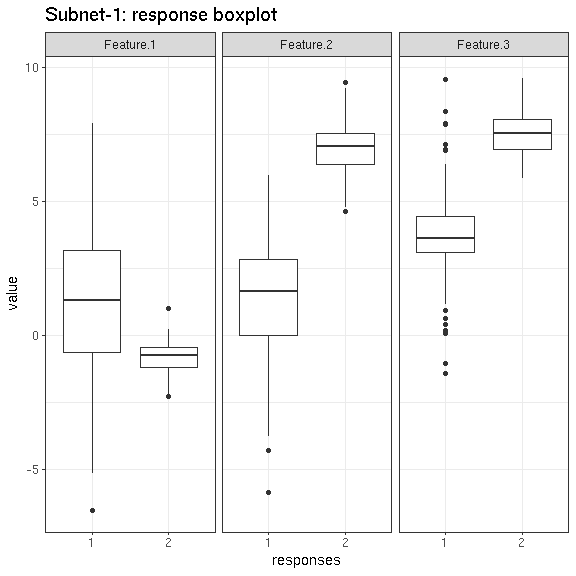 Subnet-1: response boxplot
Feature.1 Feature.2 Feature.3
10
5
0
-5
value
1 2 1 2 1 2
responses